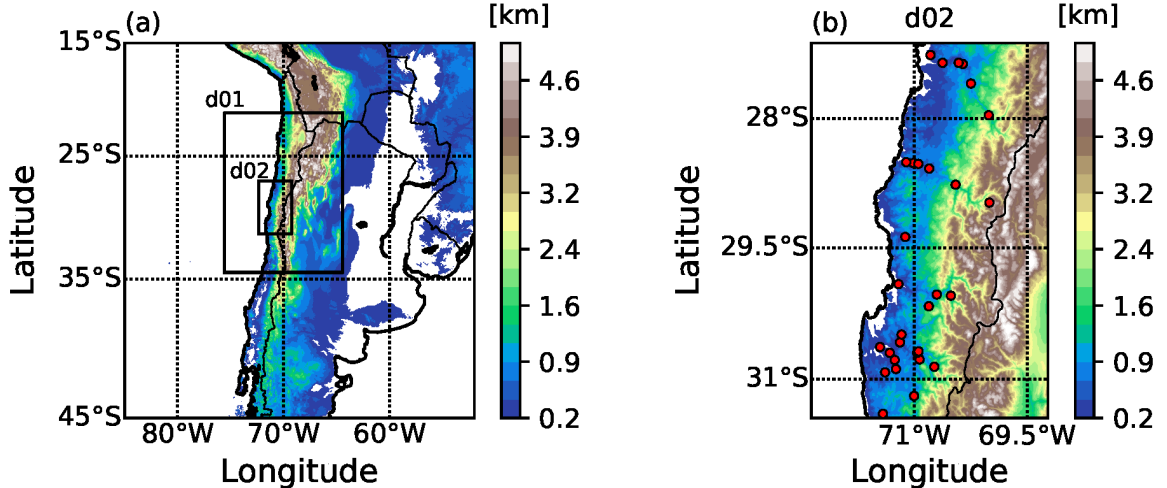 (a)
[km]
15°S
25°S
35°S
45°S
80°W
70°W
60°W
Latitude
Longitude
d01
d02
4.6
3.9
3.2
2.4
1.6
0.9
0.2
(b)
d02
[km]
28°S
29.5°S
31°S
71°W
69.5°W
Latitude
Longitude
4.6
3.9
3.2
2.4
1.6
0.9
0.2